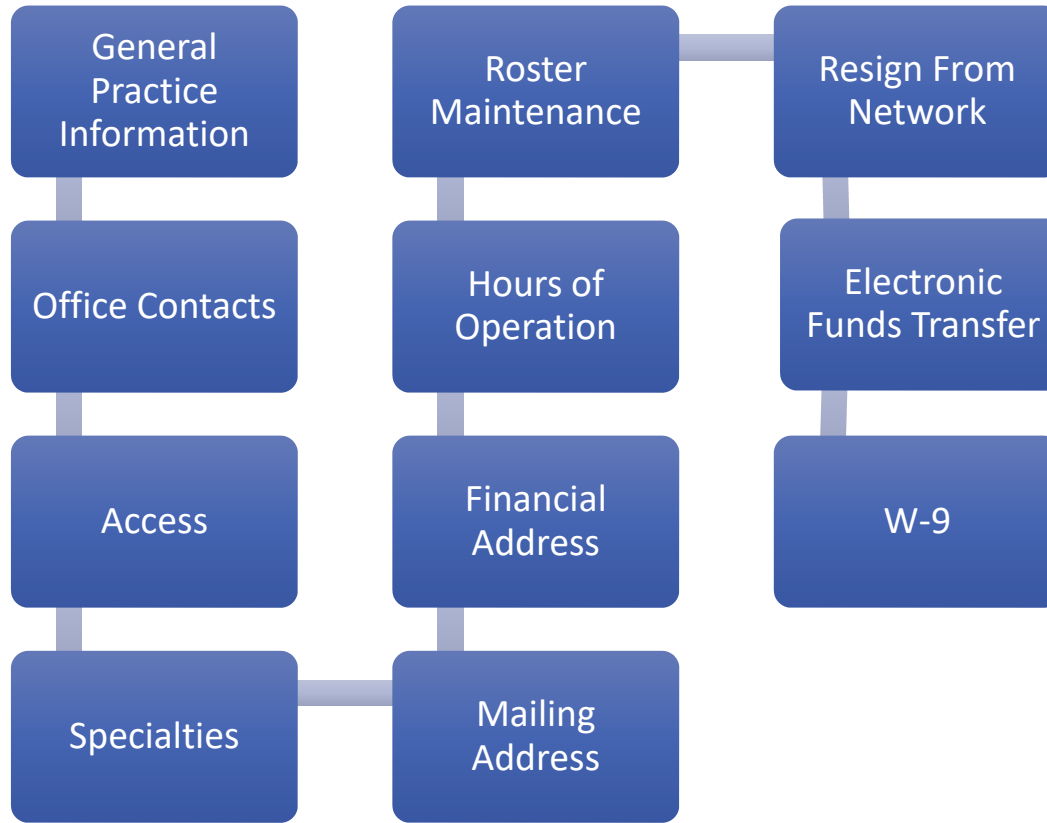 General
Practice
Information
Office Contacts
Access
Specialties
Mailing
Address
Financial
Address
Hours of
Operation
Roster
Maintenance
Resign From
Network
Electronic
Funds Transfer
W-9